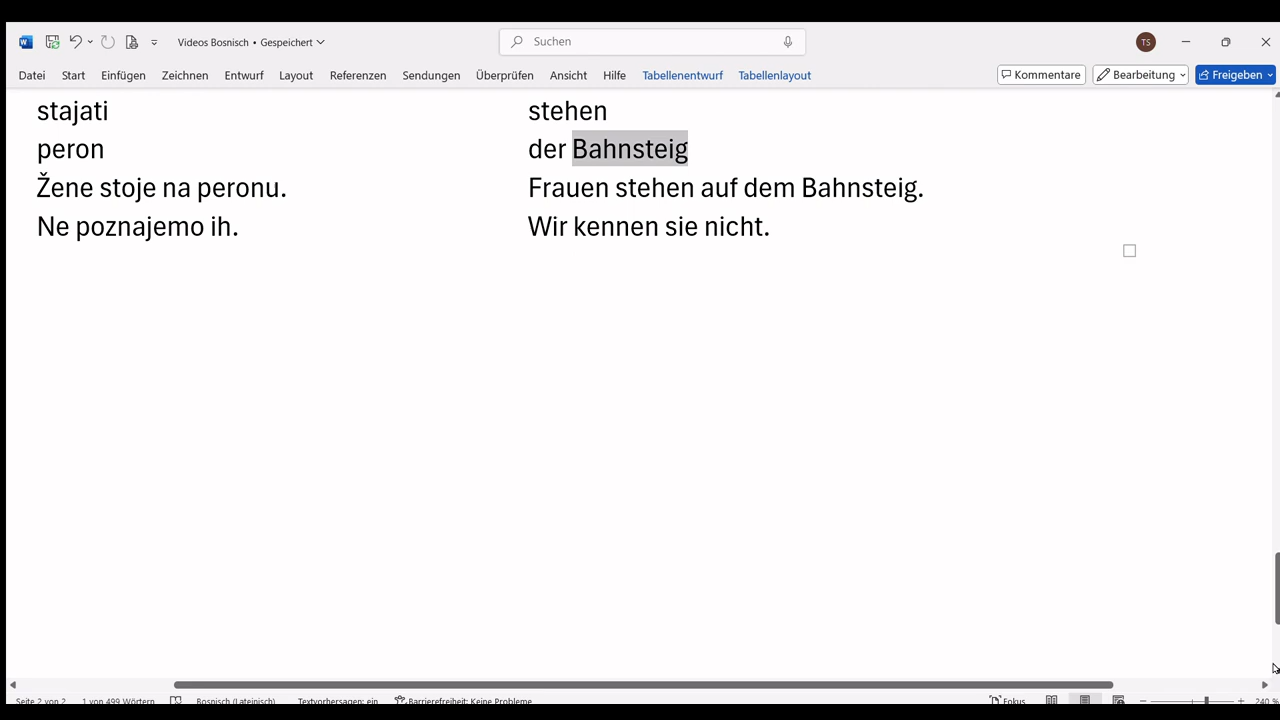 Videos Bosnisch • Gespeichert
Suchen
TS
Datei Start Einfügen Zeichnen Entwurf Layout Referenzen Sendungen Überprüfen Ansicht Hilfe Tabellenentwurf Tabellenlayout Kommentare Bearbeitung Freigeben
stajati stehen
peron der Bahnsteig
Žene stoje na peronu. Frauen stehen auf dem Bahnsteig.
Ne poznajemo ih. Wir kennen sie nicht.
Seite 2 von 2 1 von 499 Wörtern Bosnisch (Lateinisch) Textvorhersagen: ein Barrierefreiheit: Keine Probleme Fokus 240 %